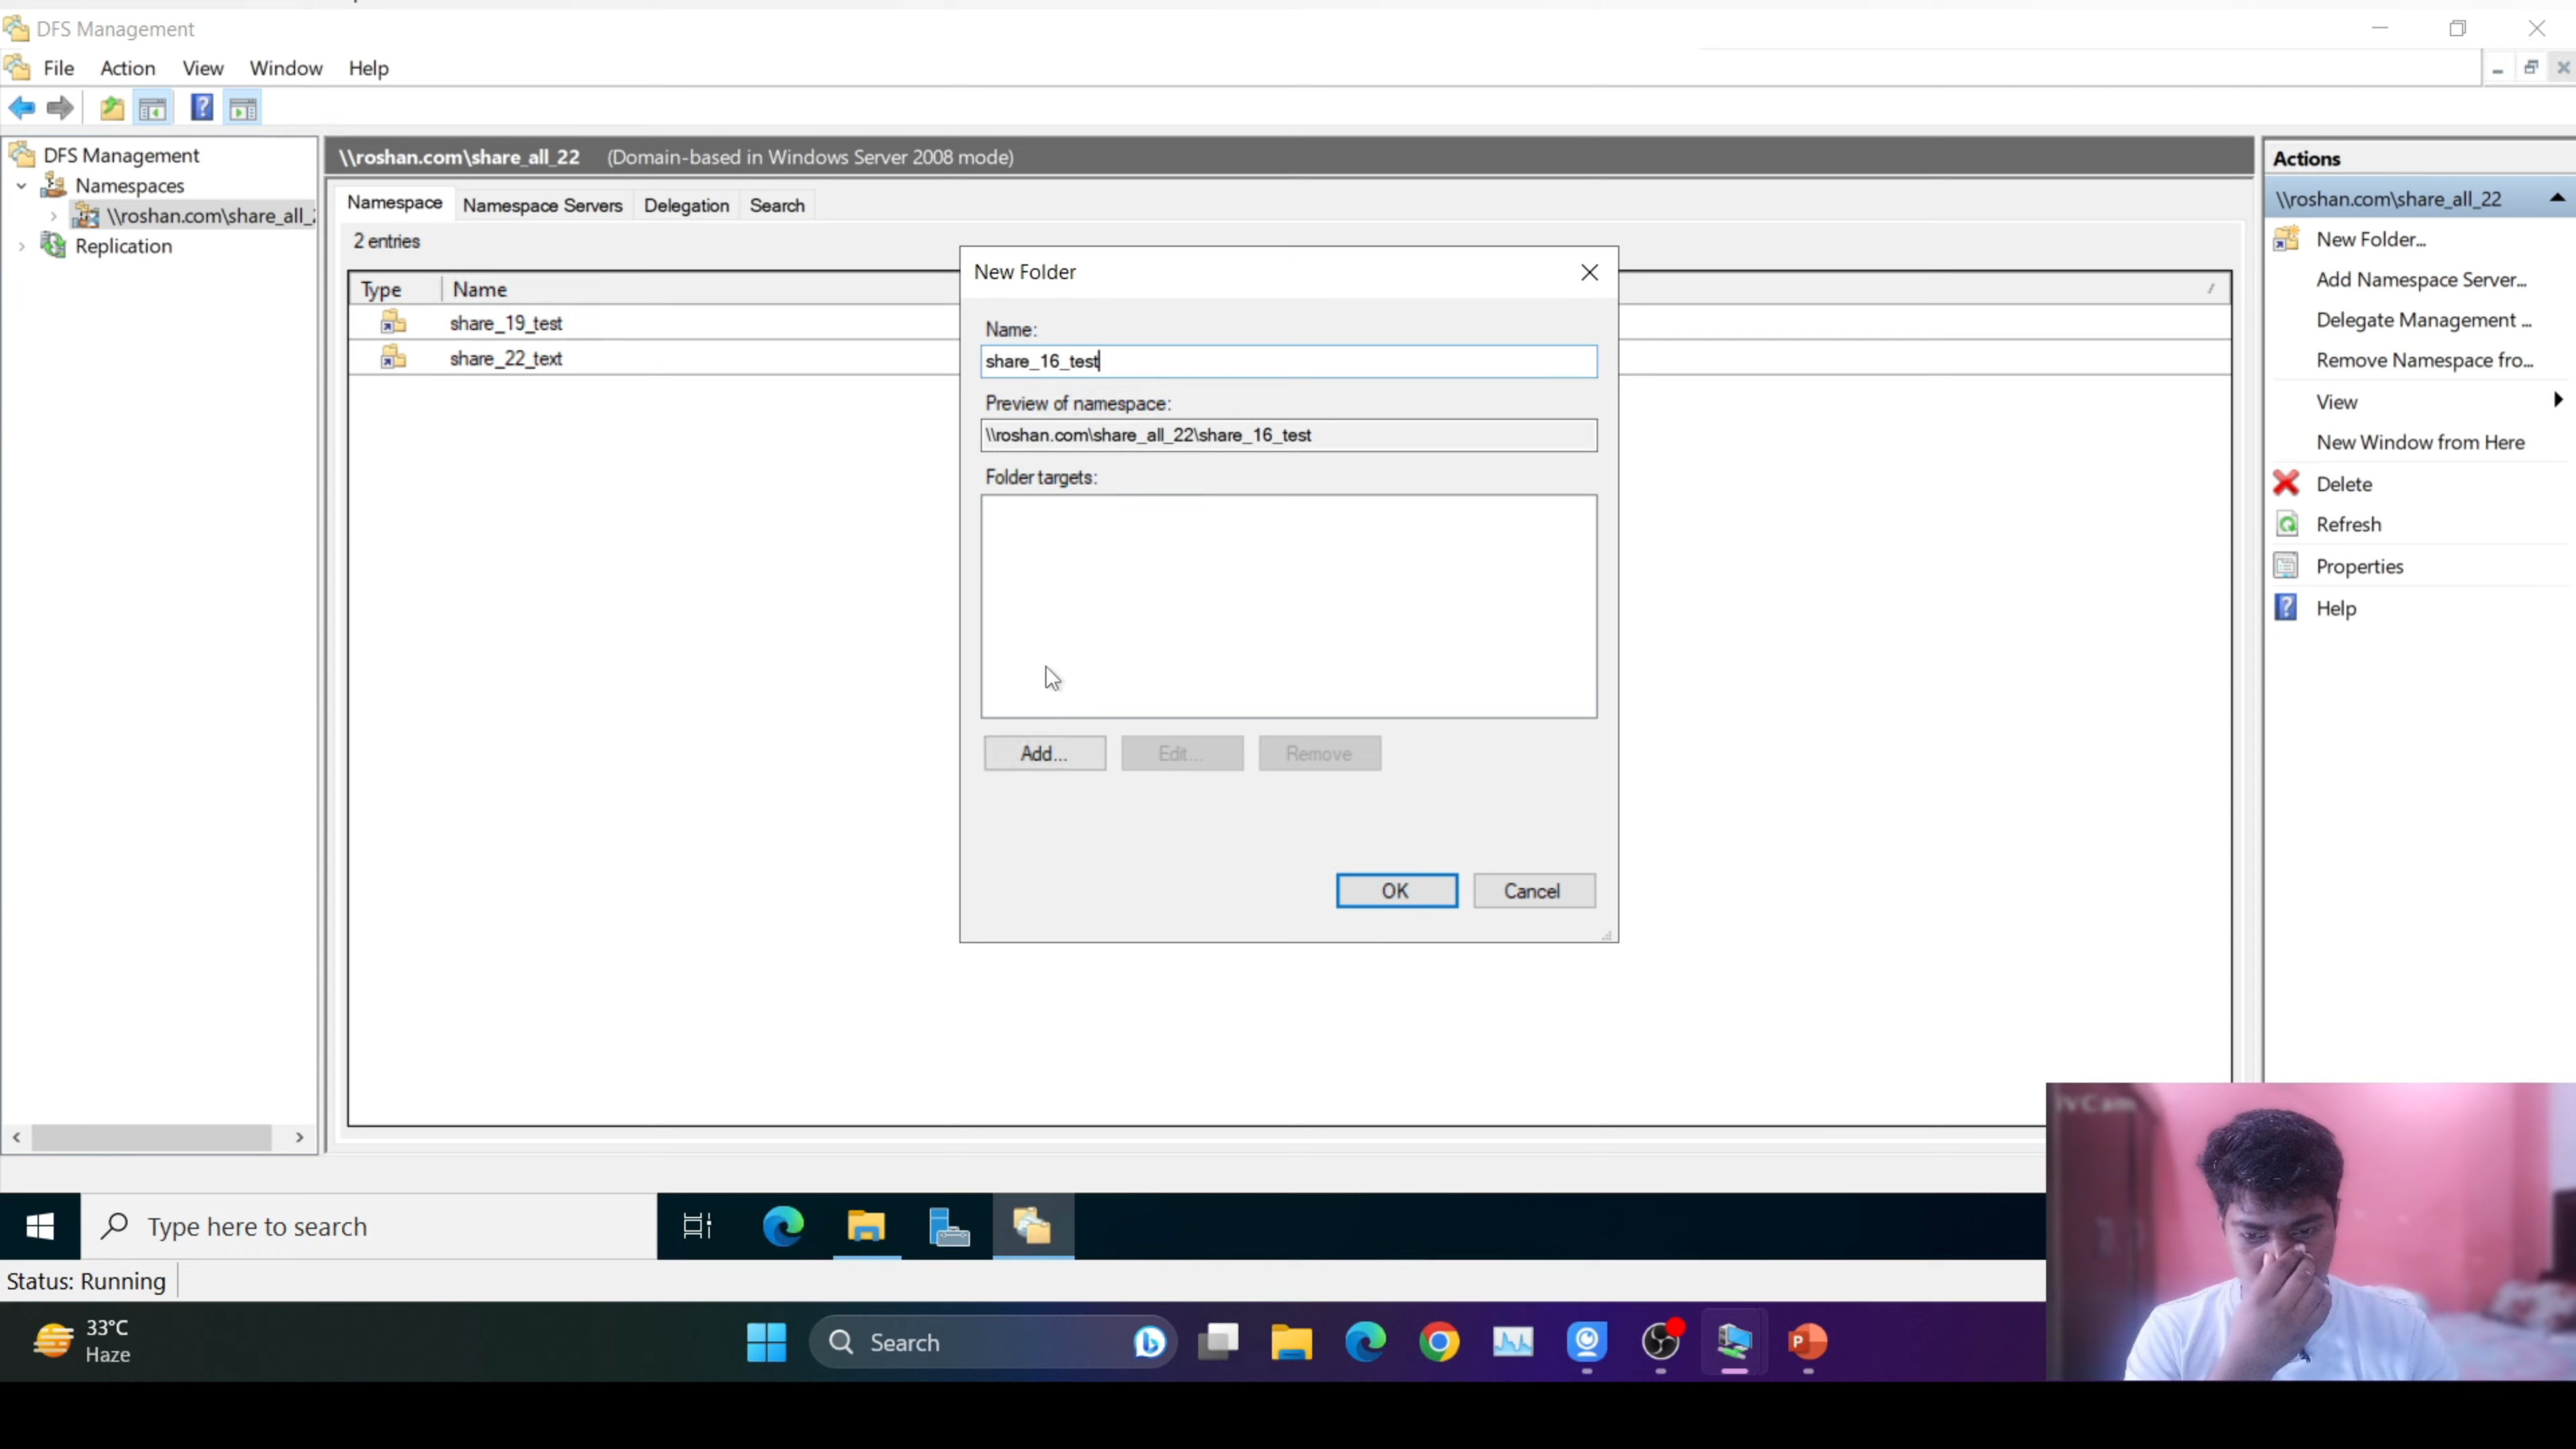 DFS Management
File Action View Window Help
DFS Management
Namespaces
\\roshan.com\share_all_2
Replication
\\roshan.com\share_all_22 (Domain-based in Windows Server 2008 mode)
Namespace Namespace Servers Delegation Search
2 entries
Type Name
share_19_test
share_22_text
New Folder
Name:
share_16_test
Preview of namespace:
\\roshan.com\share_all_22\share_16_test
Folder targets:
Add... Edit... Remove
OK Cancel
Actions
\\roshan.com\share_all_22
New Folder...
Add Namespace Server...
Delegate Management ...
Remove Namespace fro...
View
New Window from Here
Delete
Refresh
Properties
Help
iVCam
Type here to search
Status: Running
33°C
Haze
Search